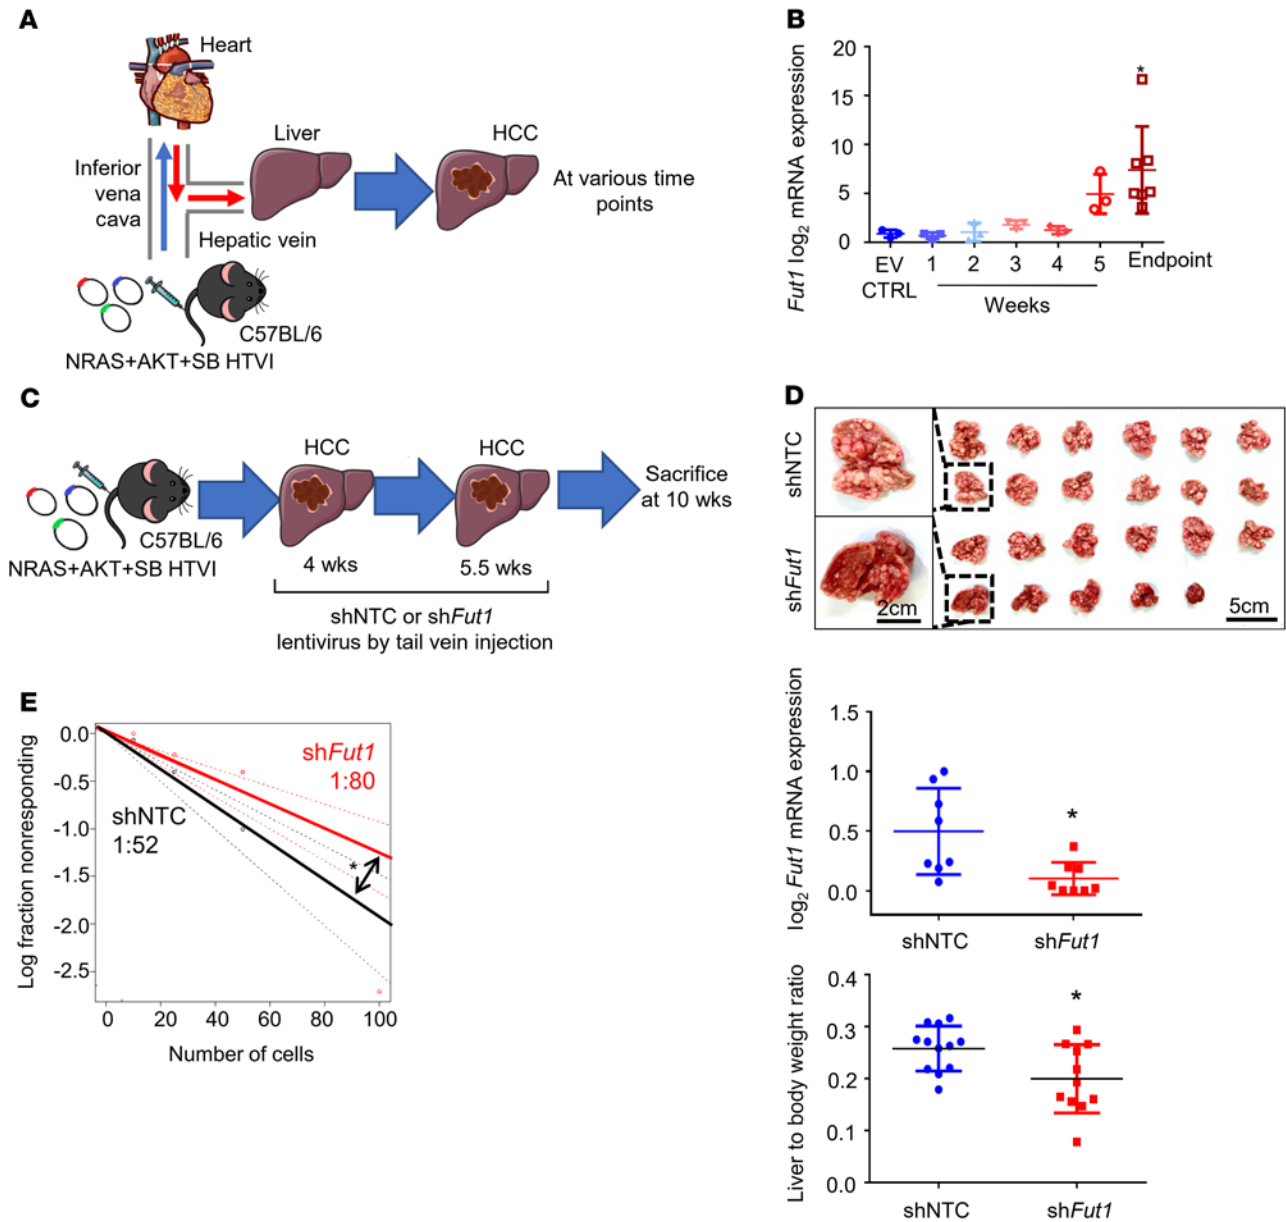 A
Heart
Inferior
vena
cava
Liver
Hepatic vein
HCC
At various time
points
C57BL/6
NRAS+AKT+SB HTVI
B
Fut1 log2 mRNA expression
20
15
10
5
0
EV
CTRL
1
2
3
4
5
Endpoint
Weeks
*
C
C57BL/6
NRAS+AKT+SB HTVI
HCC
HCC
4 wks
5.5 wks
Sacrifice
at 10 wks
shNTC or shFut1
lentivirus by tail vein injection
D
shNTC
shFut1
2cm
5cm
log2 Fut1 mRNA expression
1.5
1.0
0.5
0.0
*
shNTC
shFut1
Liver to body weight ratio
0.4
0.3
0.2
0.1
0.0
*
shNTC
shFut1
E
Log fraction nonresponding
0.0
-0.5
-1.0
-1.5
-2.0
-2.5
shFut1
1:80
shNTC
1:52
*
0
20
40
60
80
100
Number of cells